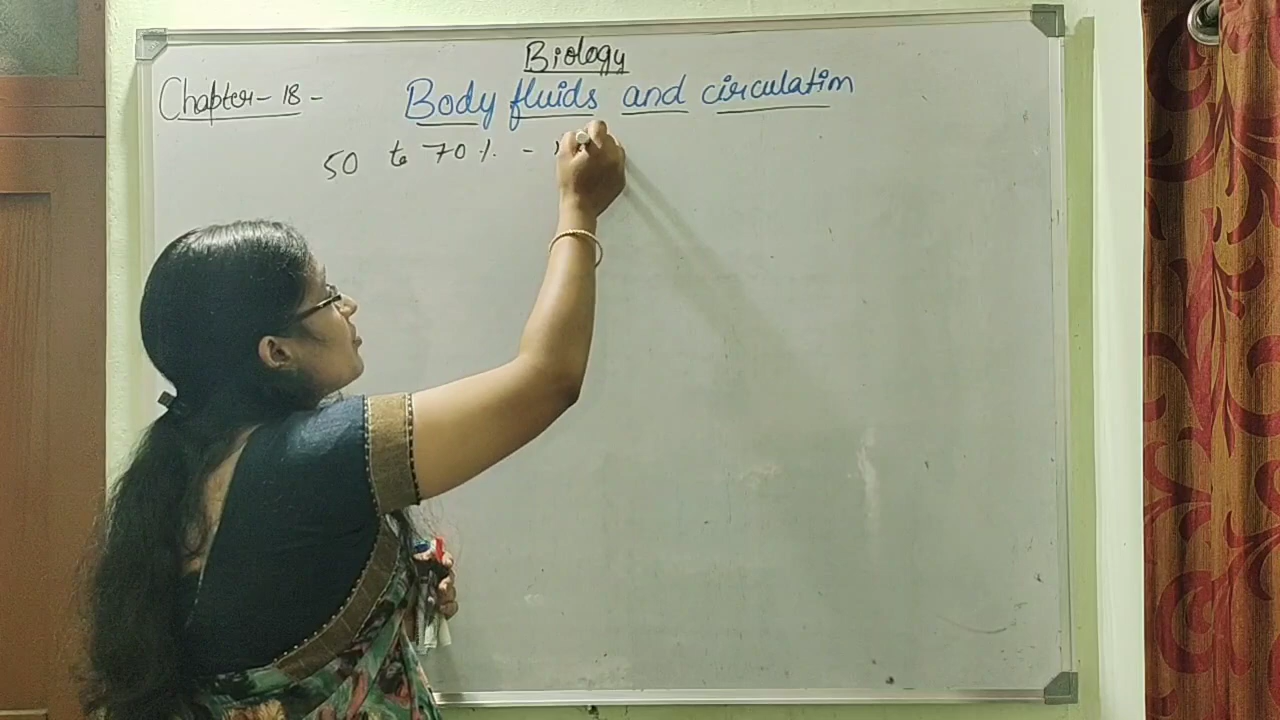 Biology
Chapter - 18 - Body fluids and circulation
50 to 70% -